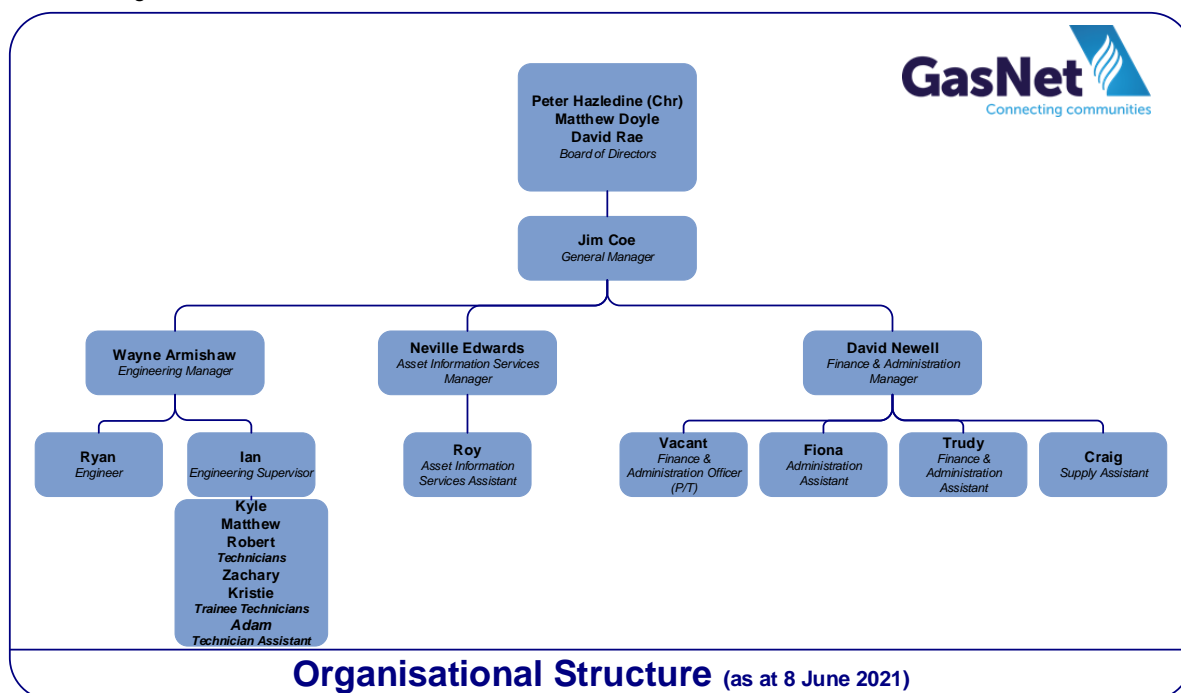 GasNet
Connecting communities
Peter Hazledine (Chr)
Matthew Doyle
David Rae
Board of Directors
Jim Coe
General Manager
Wayne Armishaw
Engineering Manager
Neville Edwards
Asset Information Services
Manager
David Newell
Finance & Administration
Manager
Ryan
Engineer
Ian
Engineering Supervisor
Roy
Asset Information
Services Assistant
Vacant
Finance &
Administration Officer
(P/T)
Fiona
Administration
Assistant
Trudy
Finance &
Administration
Assistant
Craig
Supply Assistant
Kyle
Matthew
Robert
Technicians
Zachary
Kristie
Trainee Technicians
Adam
Technician Assistant
Organisational Structure (as at 8 June 2021)